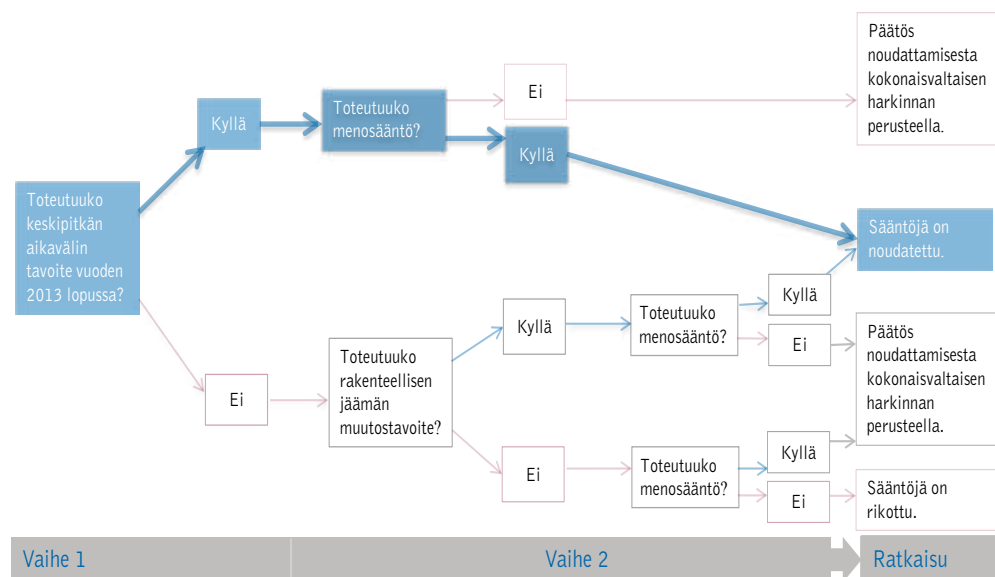 Toteutuuko
keskipitkän
aikavälin
tavoite vuoden
2013 lopussa?
Kyllä
Toteutuuko
menosääntö?
Ei
Päätös
noudattamisesta
kokonaisvaltaisen
harkinnan
perusteella.
Kyllä
Sääntöjä on
noudatettu.
Ei
Toteutuuko
rakenteellisen
jäämän
muutostavoite?
Kyllä
Toteutuuko
menosääntö?
Kyllä
Ei
Päätös
noudattamisesta
kokonaisvaltaisen
harkinnan
perusteella.
Ei
Toteutuuko
menosääntö?
Kyllä
Ei
Sääntöjä on
rikottu.
Vaihe 1
Vaihe 2
Ratkaisu